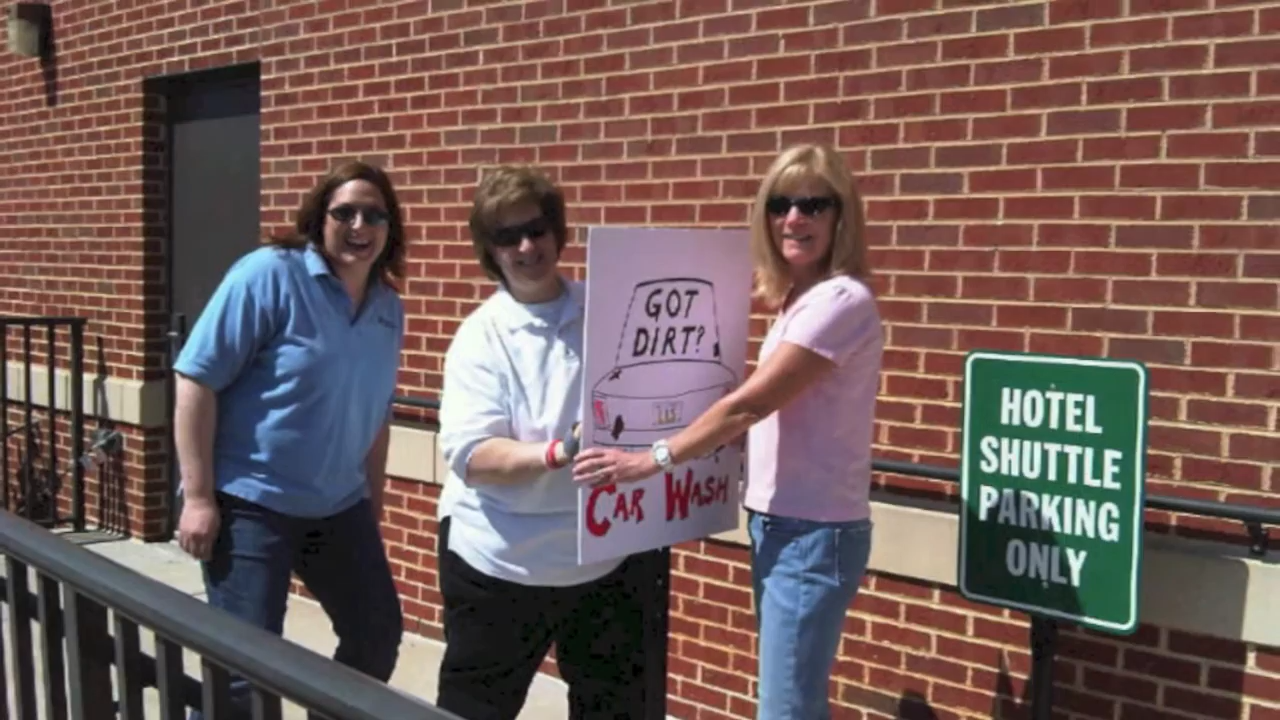 GOT
DIRT?
CAR WASH
HOTEL
SHUTTLE
PARKING
ONLY